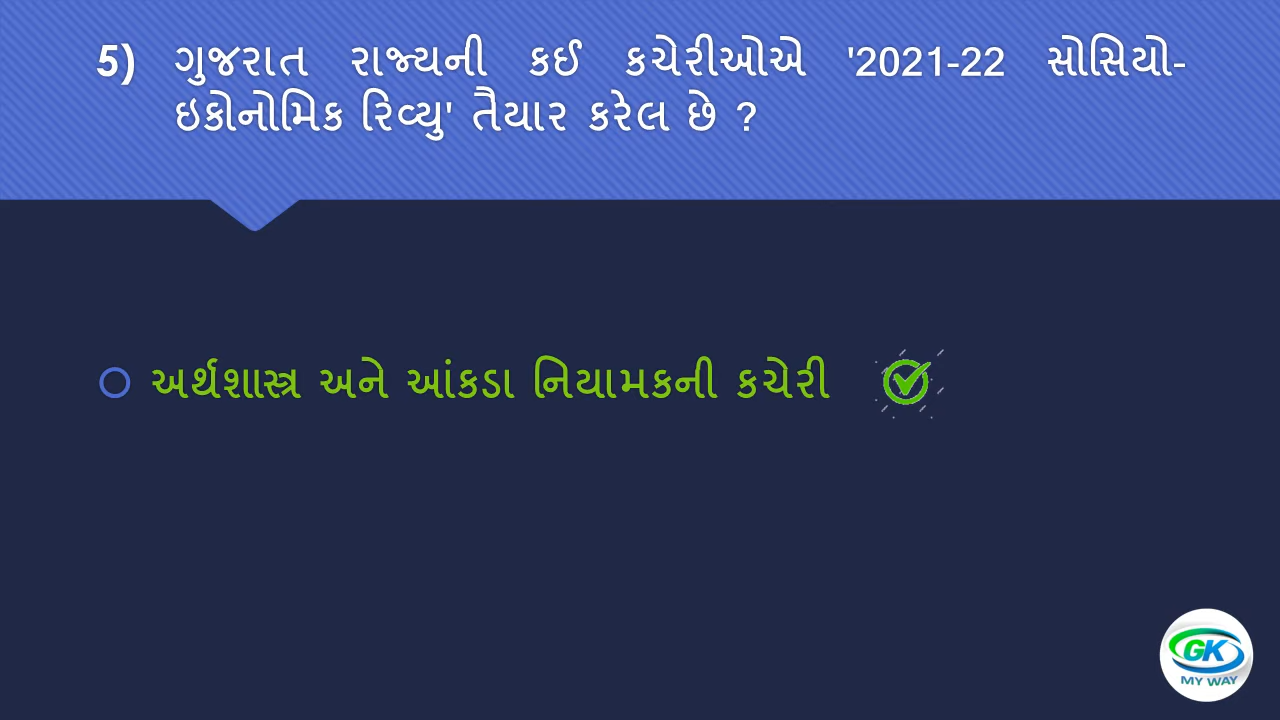 5) ગુજરાત રાજ્યની કઈ કચેરીઓએ '2021-22 સોસિયો-
ઇકોનોમિક રિવ્યુ' તૈયાર કરેલ છે ?
અર્થશાસ્ત્ર અને આંકડા નિયામકની કચેરી
GK
MY WAY